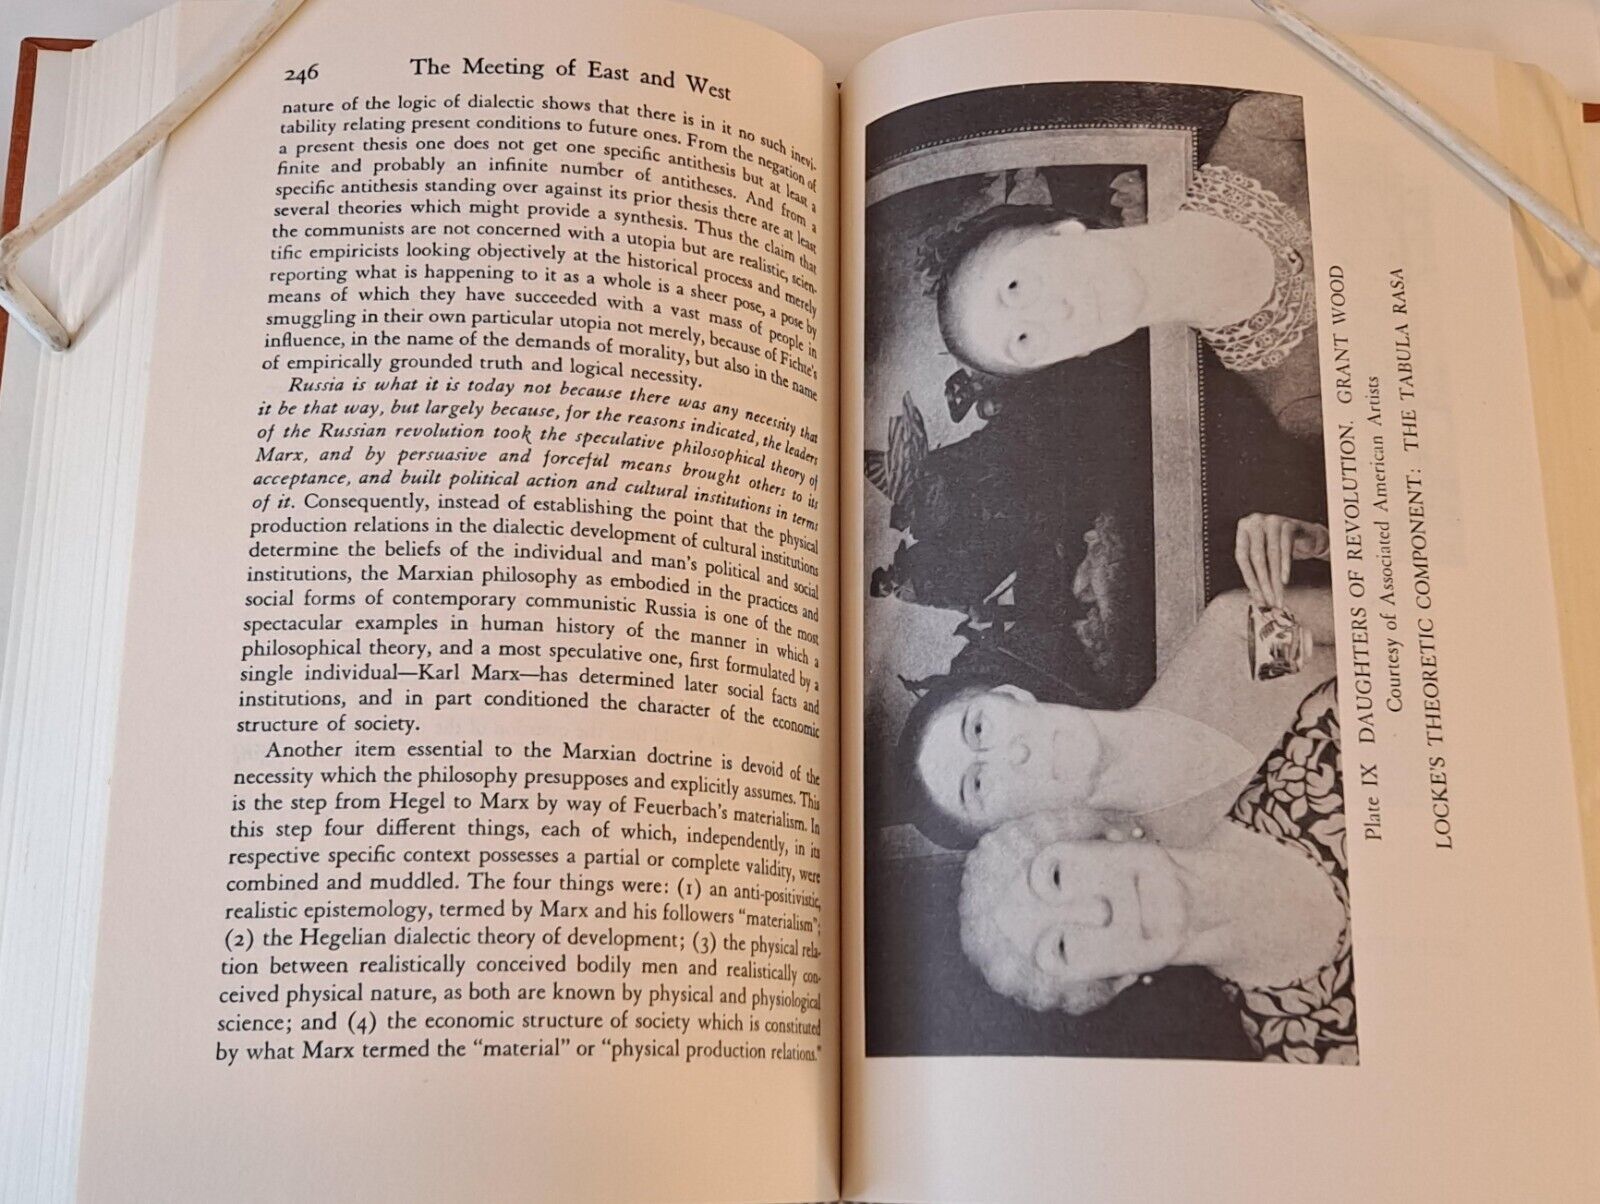 246
The Meeting of East and West
nature of the logic of dialectic shows that there is in it no such inevi-
tability relating present conditions to future ones. From the negation of
a present thesis one does not get one specific antithesis but at least a
finite and probably an infinite number of antitheses. And from a
specific antithesis standing over against its prior thesis there are at least
several theories which might provide a synthesis. Thus the claim that
the communists are not concerned with a utopia but are realistic, scien-
tific empiricists looking objectively at the historical process and merely
reporting what is happening to it as a whole is a sheer pose, a pose by
means of which they have succeeded with a vast mass of people in
smuggling in their own particular utopia not merely, because of Fichte's
influence, in the name of the demands of morality, but also in the name
of empirically grounded truth and logical necessity.
Russia is what it is today not because there was any necessity that
it be that way, but largely because, for the reasons indicated, the leaders
of the Russian revolution took the speculative philosophical theory of
Marx, and by persuasive and forceful means brought others to its
acceptance, and built political action and cultural institutions in terms
of it. Consequently, instead of establishing the point that the physical
production relations in the dialectic development of cultural institutions
determine the beliefs of the individual and man's political and social
institutions, the Marxian philosophy as embodied in the practices and
social forms of contemporary communistic Russia is one of the most
spectacular examples in human history of the manner in which a
philosophical theory, and a most speculative one, first formulated by a
single individual—Karl Marx—has determined later social facts and
institutions, and in part conditioned the character of the economic
structure of society.
Another item essential to the Marxian doctrine is devoid of the
necessity which the philosophy presupposes and explicitly assumes. This
is the step from Hegel to Marx by way of Feuerbach's materialism. In
this step four different things, each of which, independently, in its
respective specific context possesses a partial or complete validity, were
combined and muddled. The four things were: (1) an anti-positivistic,
realistic epistemology, termed by Marx and his followers "materialism";
(2) the Hegelian dialectic theory of development; (3) the physical rela-
tion between realistically conceived bodily men and realistically con-
ceived physical nature, as both are known by physical and physiological
science; and (4) the economic structure of society which is constituted
by what Marx termed the "material" or "physical production relations."
Plate IX DAUGHTERS OF REVOLUTION. GRANT WOOD
Courtesy of Associated American Artists
LOCKE'S THEORETIC COMPONENT: THE TABULA RASA